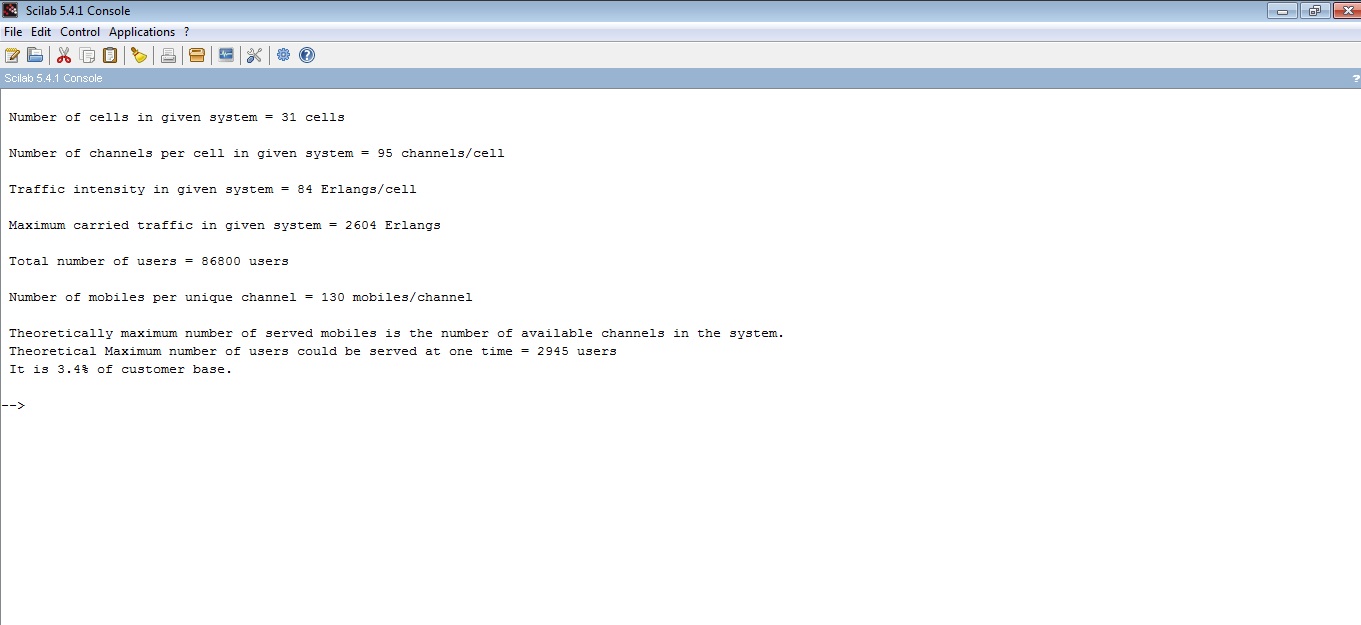 Scilab 5.4.1 Console
File Edit Control Applications ?
Scilab 5.4.1 Console ?
Number of cells in given system = 31 cells
Number of channels per cell in given system = 95 channels/cell
Traffic intensity in given system = 84 Erlangs/cell
Maximum carried traffic in given system = 2604 Erlangs
Total number of users = 86800 users
Number of mobiles per unique channel = 130 mobiles/channel
Theoretically maximum number of served mobiles is the number of available channels in the system.
Theoretical Maximum number of users could be served at one time = 2945 users
It is 3.4% of customer base.
-->